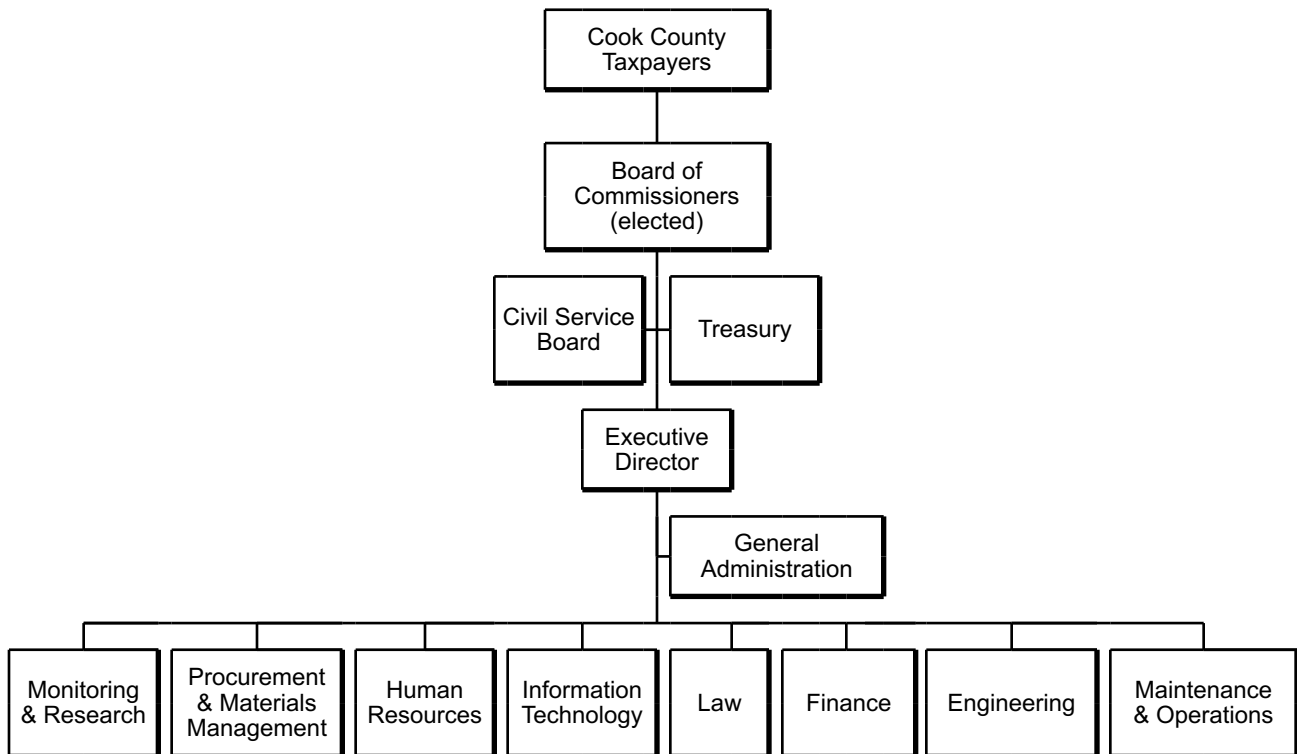 Cook County
Taxpayers
Board of
Commissioners
(elected)
Civil Service
Board
Treasury
Executive
Director
General
Administration
Monitoring
& Research
Procurement
& Materials
Management
Human
Resources
Information
Technology
Law
Finance
Engineering
Maintenance
& Operations